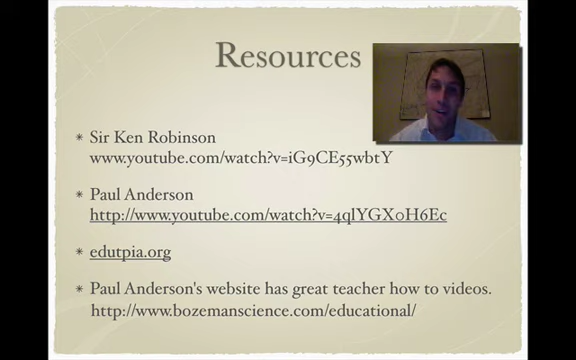 Resources
* Sir Ken Robinson
www.youtube.com/watch?v=iG9CE55wbtY
* Paul Anderson
http://www.youtube.com/watch?v=4qlYGX0H6Ec
* edutpia.org
* Paul Anderson's website has great teacher how to videos.
http://www.bozemanscience.com/educational/